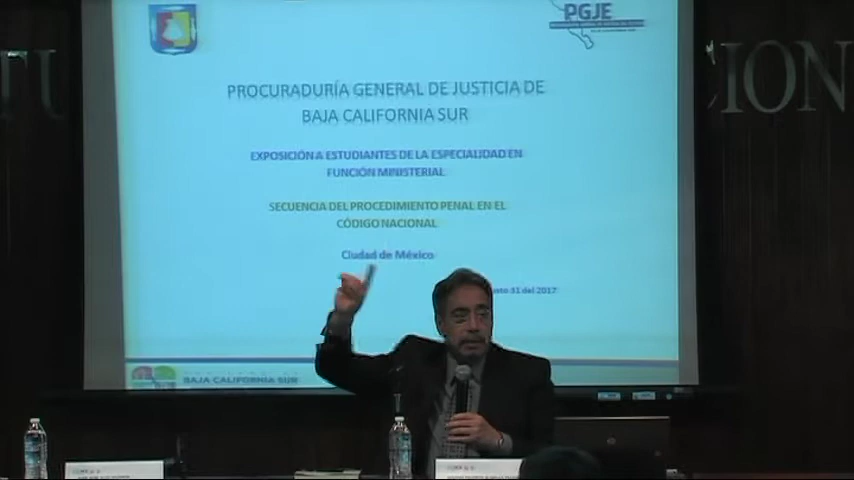 PGJE
PROCURADURÍA GENERAL DE JUSTICIA DE
BAJA CALIFORNIA SUR
EXPOSICIÓN A ESTUDIANTES DE LA ESPECIALIDAD EN
FUNCIÓN MINISTERIAL
SECUENCIA DEL PROCEDIMIENTO PENAL EN EL
CÓDIGO NACIONAL
Ciudad de México
31 del 2017
BAJA CALIFORNIA SUR
TU
CION